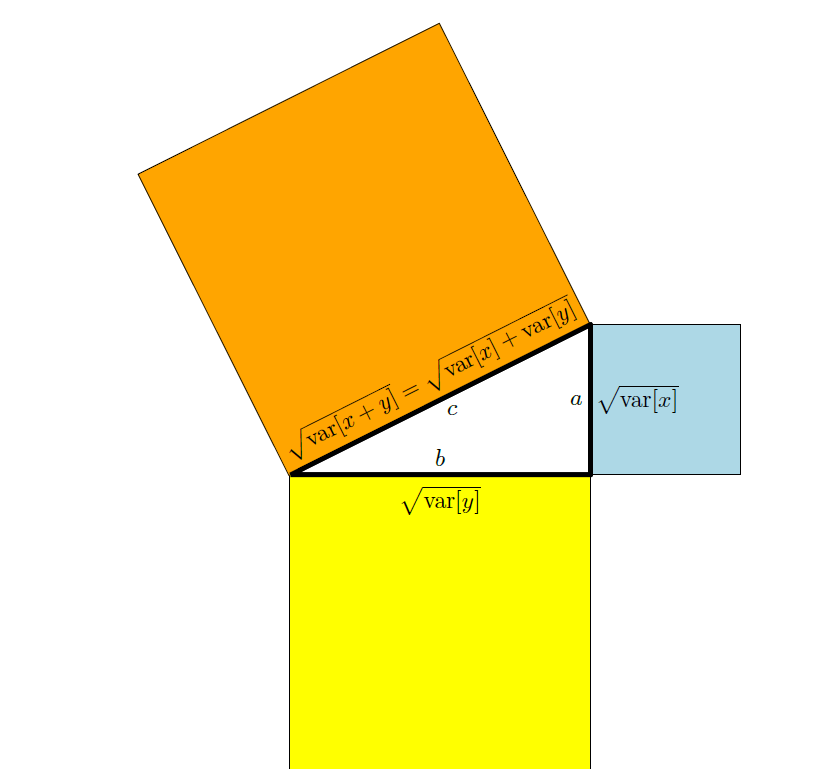 √var[x + y] = √var[x] + var[y]
c
a
√var[x]
b
√var[y]